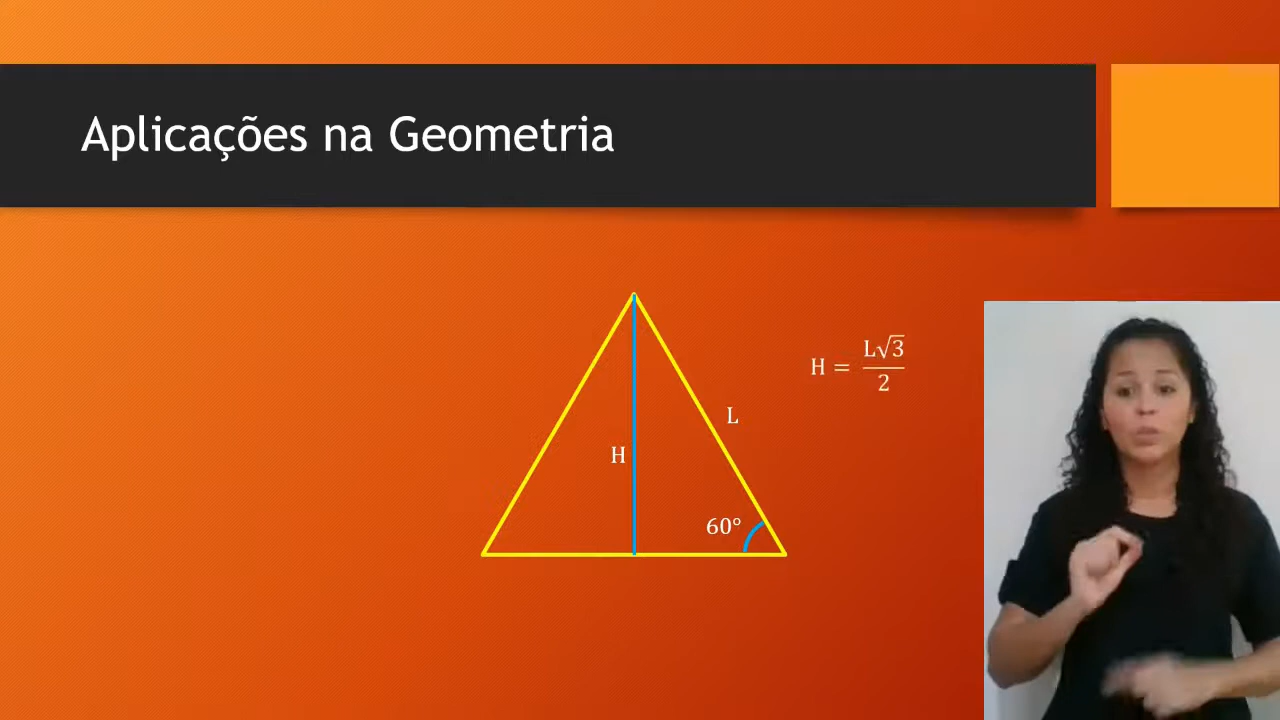 Aplicações na Geometria
H = L√3/2
L
H
60°